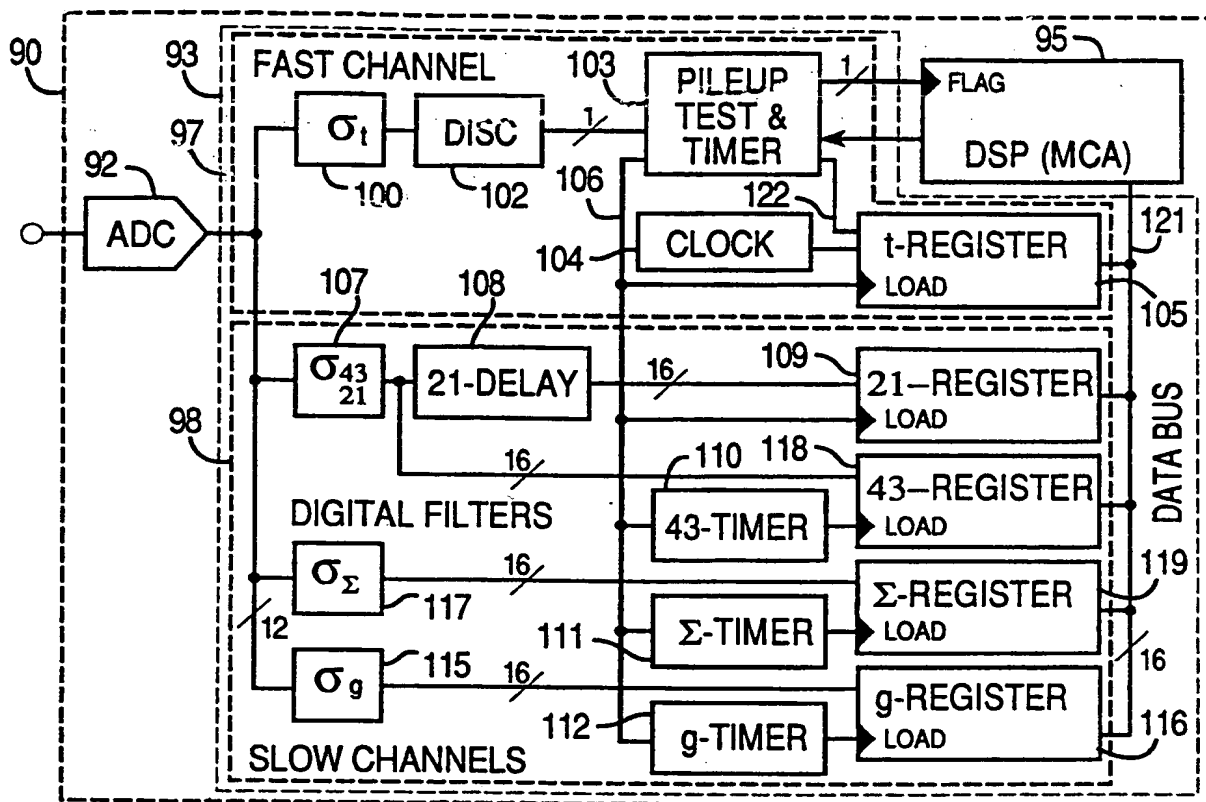 90
93
FAST CHANNEL
103
PILEUP
TEST &
TIMER
1
FLAG
95
DSP (MCA)
97
σt
100
DISC
102
1
92
ADC
106
122
CLOCK
104
t-REGISTER
LOAD
121
105
107
σ43
21
108
21-DELAY
16
109
21-REGISTER
LOAD
98
16
118
43-REGISTER
LOAD
110
43-TIMER
DATA BUS
DIGITAL FILTERS
σΣ
117
16
119
Σ-REGISTER
LOAD
12
111
Σ-TIMER
16
115
σg
16
g-REGISTER
LOAD
112
g-TIMER
116
SLOW CHANNELS